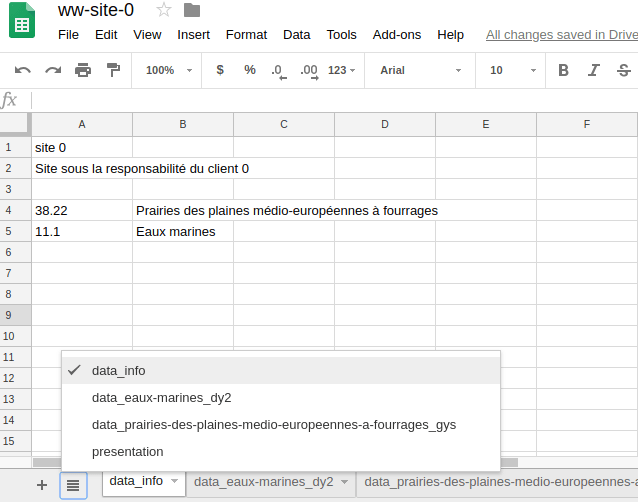 ww-site-0
File Edit View Insert Format Data Tools Add-ons Help All changes saved in Drive
100% $ % .0 .00 123 Arial 10 B I S
fx
A B C D E F
1 site 0
2 Site sous la responsabilité du client 0
3
4 38.22 Prairies des plaines médio-européennes à fourrages
5 11.1 Eaux marines
6
7
8
9
10
11
12
13
14
15
data_info
data_eaux-marines_dy2
data_prairies-des-plaines-medio-europeennes-a-fourrages_gys
presentation
+ data_info data_eaux-marines_dy2 data_prairies-des-plaines-medio-europeennes-a